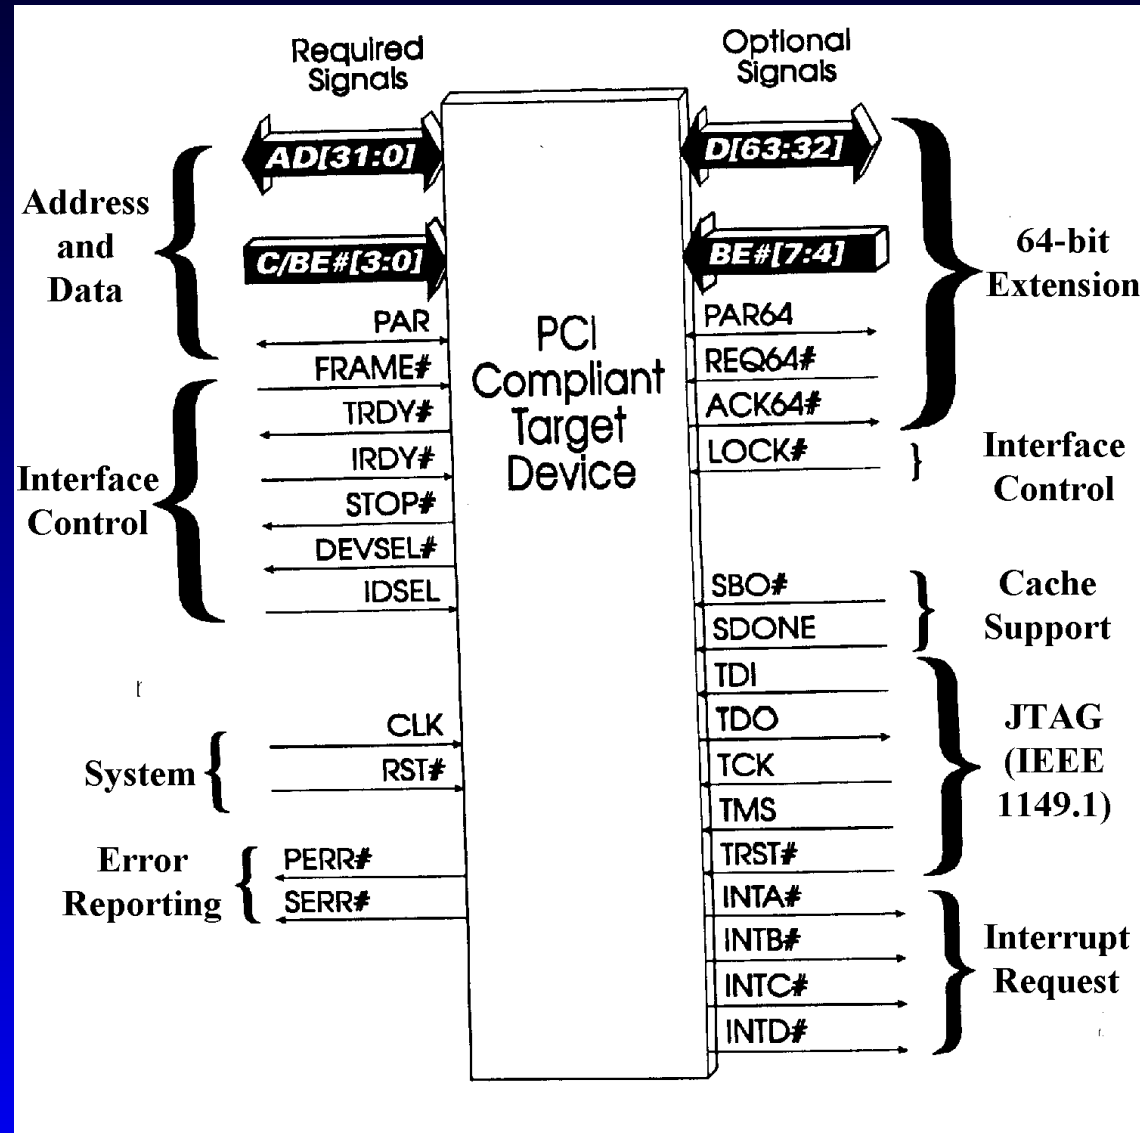 Required
Signals
Optional
Signals
Address
and
Data
AD[31:0]
C/BE#[3:0]
PAR
Interface
Control
FRAME#
TRDY#
IRDY#
STOP#
DEVSEL#
IDSEL
System
CLK
RST#
Error
Reporting
PERR#
SERR#
PCI
Compliant
Target
Device
D[63:32]
BE#[7:4]
PAR64
REQ64#
ACK64#
64-bit
Extension
LOCK#
Interface
Control
SBO#
SDONE
Cache
Support
TDI
TDO
TCK
TMS
TRST#
JTAG
(IEEE
1149.1)
INTA#
INTB#
INTC#
INTD#
Interrupt
Request